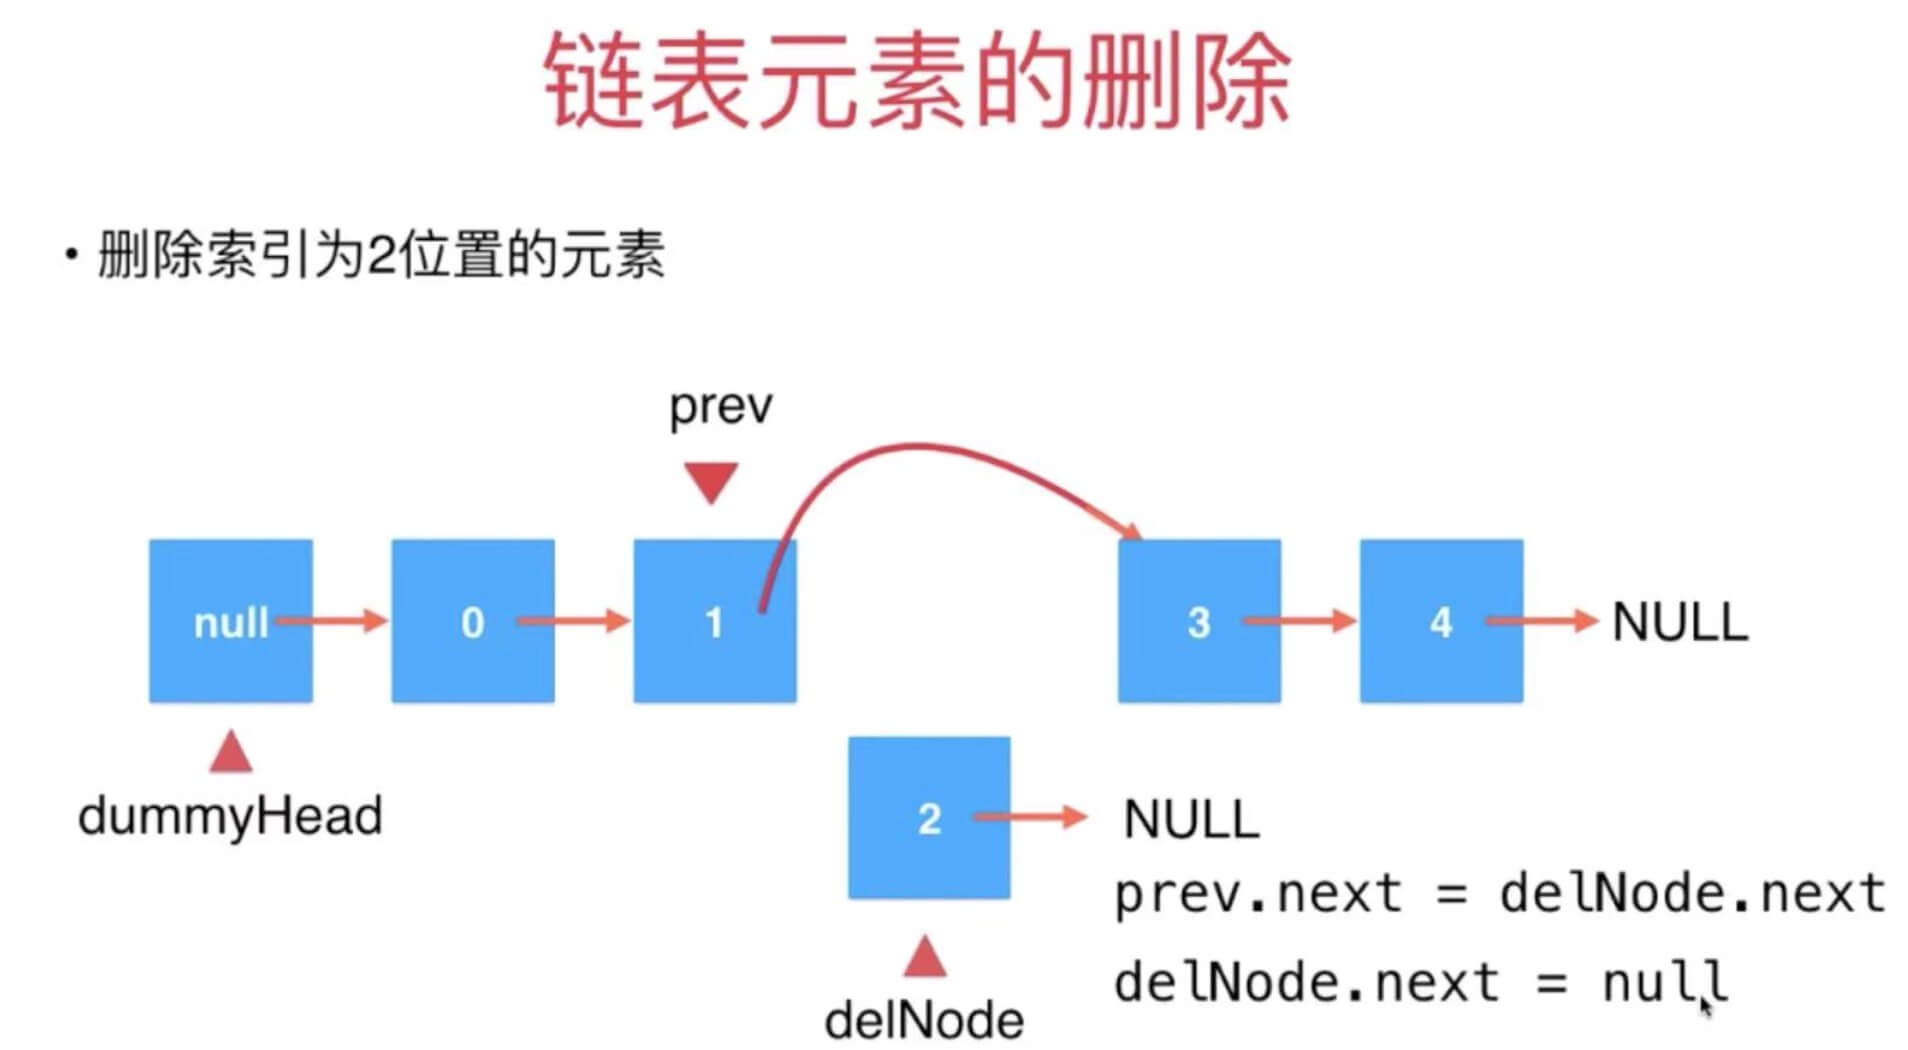 链表元素的删除
• 删除索引为2位置的元素
prev
null 0 1 3 4 NULL
dummyHead
2 NULL
prev.next = delNode.next
delNode.next = null
delNode